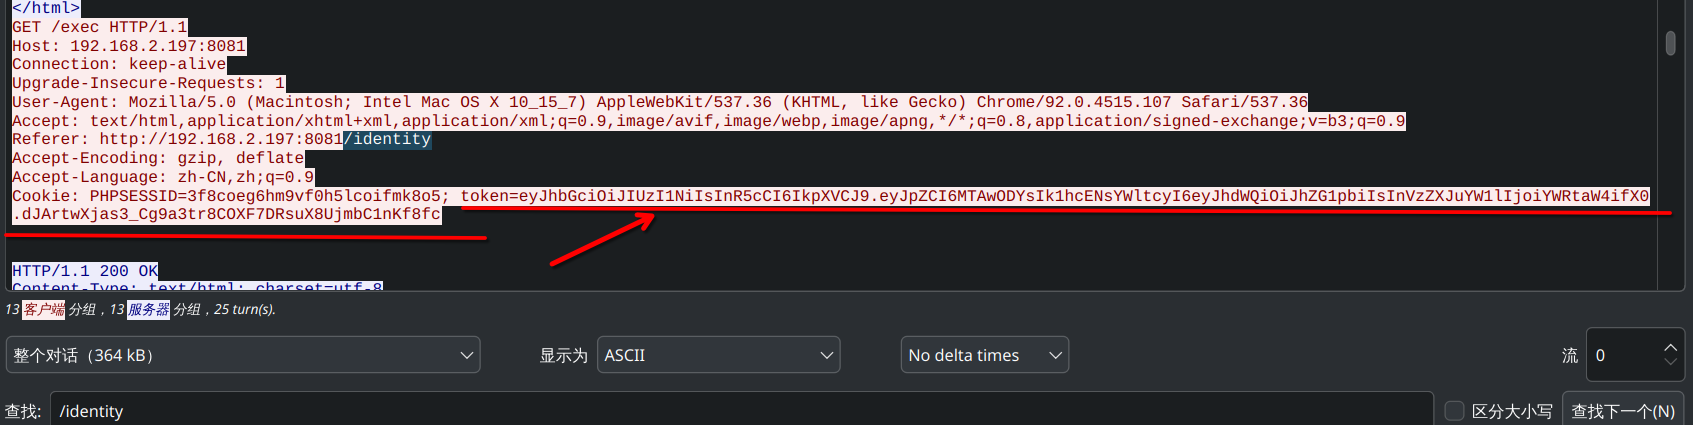 </html>
GET /exec HTTP/1.1
Host: 192.168.2.197:8081
Connection: keep-alive
Upgrade-Insecure-Requests: 1
User-Agent: Mozilla/5.0 (Macintosh; Intel Mac OS X 10_15_7) AppleWebKit/537.36 (KHTML, like Gecko) Chrome/92.0.4515.107 Safari/537.36
Accept: text/html,application/xhtml+xml,application/xml;q=0.9,image/avif,image/webp,image/apng,*/*;q=0.8,application/signed-exchange;v=b3;q=0.9
Referer: http://192.168.2.197:8081/identity
Accept-Encoding: gzip, deflate
Accept-Language: zh-CN,zh;q=0.9
Cookie: PHPSESSID=3f8coeg6hm9vf0h5lcoifmk8o5; token=eyJhbGciOiJIUzI1NiIsInR5cCI6IkpXVCJ9.eyJpZCI6MTAwODYsIk1hcENsYWltcyI6eyJhdWQiOiJhZG1pbiIsInVzZXJuYW1lIjoiYWRtaW4ifX0
.dJArtwXjas3_Cg9a3tr8COXF7DRsuX8UjmbC1nKf8fc
HTTP/1.1 200 OK
Content-Type: text/html; charset=utf-8
13 客户端 分组，13 服务器 分组，25 turn(s).
整个对话（364 kB）
显示为 ASCII
No delta times
流 0
查找: /identity
区分大小写
查找下一个(N)